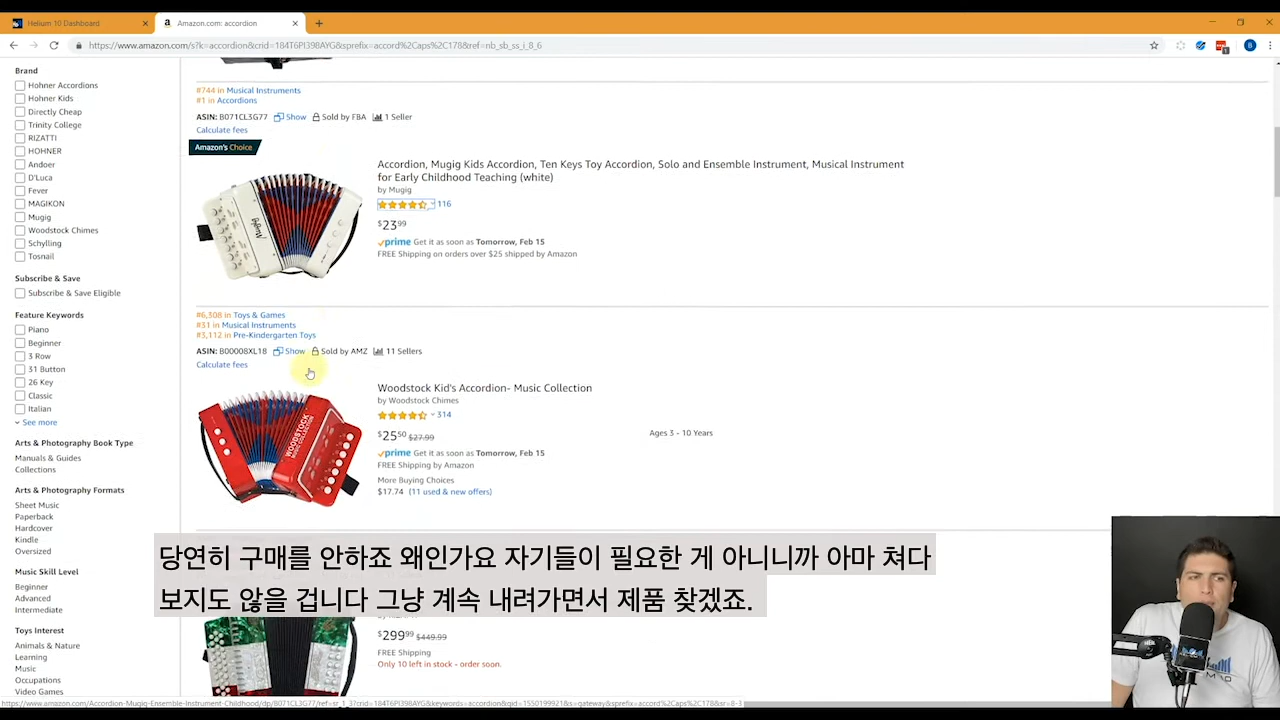 Helium 10 Dashboard
Amazon.com: accordion
https://www.amazon.com/s?k=accordion&crid=184T6PI398AYG&sprefix=accord%2Caps%2C178&ref=nb_sb_ss_i_8_6
Brand
Hohner Accordions
Hohner Kids
Directly Cheap
Trinity College
RIZATTI
HOHNER
Andoer
D'Luca
Fever
MAGIKON
Mugig
Woodstock Chimes
Schylling
Tosnail
Subscribe & Save
Subscribe & Save Eligible
Feature Keywords
Piano
Beginner
3 Row
31 Button
26 Key
Classic
Italian
See more
Arts & Photography Book Type
Manuals & Guides
Collections
Arts & Photography Formats
Sheet Music
Paperback
Hardcover
Kindle
Oversized
Music Skill Level
Beginner
Advanced
Intermediate
Toys Interest
Animals & Nature
Learning
Music
Occupations
Video Games
#744 in Musical Instruments
#1 in Accordions
ASIN: B071CL3G77 Show Sold by FBA 1 Seller
Calculate fees
Amazon's Choice
Accordion, Mugig Kids Accordion, Ten Keys Toy Accordion, Solo and Ensemble Instrument, Musical Instrument
for Early Childhood Teaching (white)
by Mugig
116
$23.99
prime Get it as soon as Tomorrow, Feb 15
FREE Shipping on orders over $25 shipped by Amazon
Mugig
#6,308 in Toys & Games
#31 in Musical Instruments
#3,112 in Pre-Kindergarten Toys
ASIN: B00008XL18 Show Sold by AMZ 11 Sellers
Calculate fees
Woodstock Kid's Accordion- Music Collection
by Woodstock Chimes
314
$25.50 $27.99
Ages 3 - 10 Years
prime Get it as soon as Tomorrow, Feb 15
FREE Shipping by Amazon
More Buying Choices
$17.74 (11 used & new offers)
WOODSTOCK
MUSIC COLLECTION
당연히 구매를 안하죠 왜인가요 자기들이 필요한 게 아니니까 아마 쳐다
보지도 않을 겁니다 그냥 계속 내려가면서 제품 찾겠죠.
$299.99 $449.99
FREE Shipping
Only 10 left in stock - order soon.